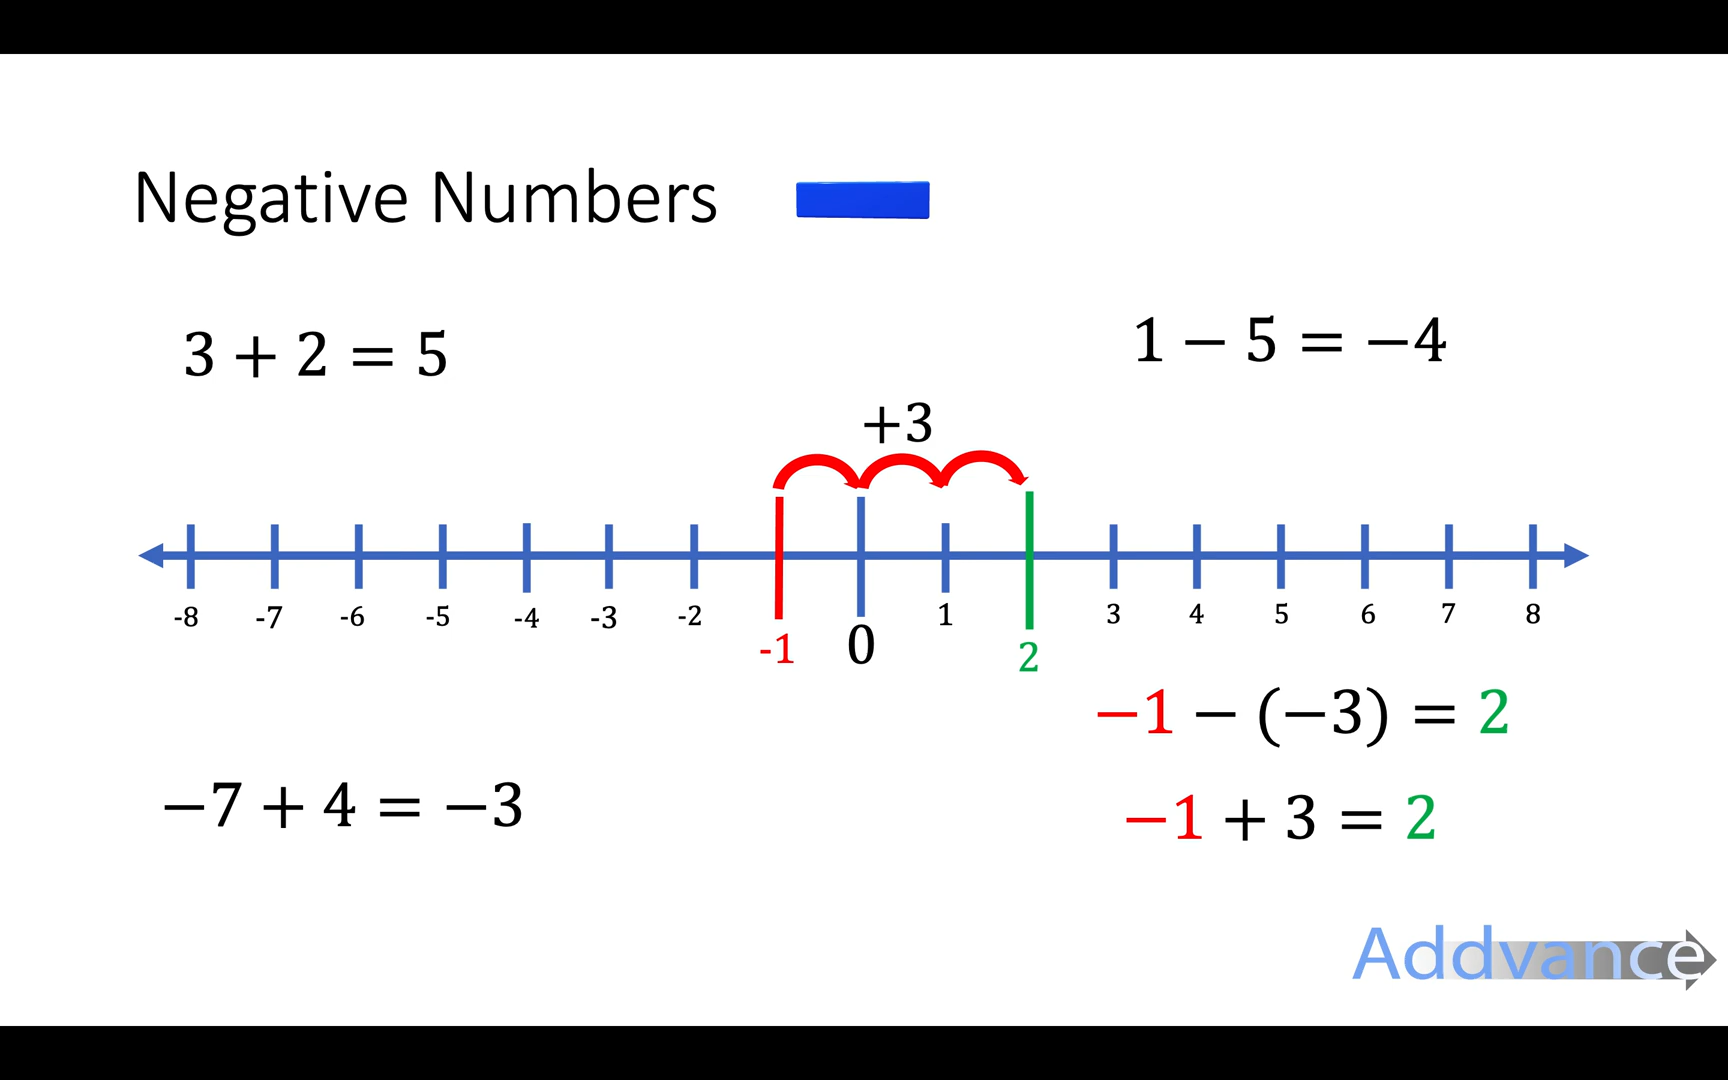 Negative Numbers
3 + 2 = 5
1 − 5 = −4
+3
-8 -7 -6 -5 -4 -3 -2 -1 0 1 2 3 4 5 6 7 8
−1 − (−3) = 2
−7 + 4 = −3
−1 + 3 = 2
Addvance